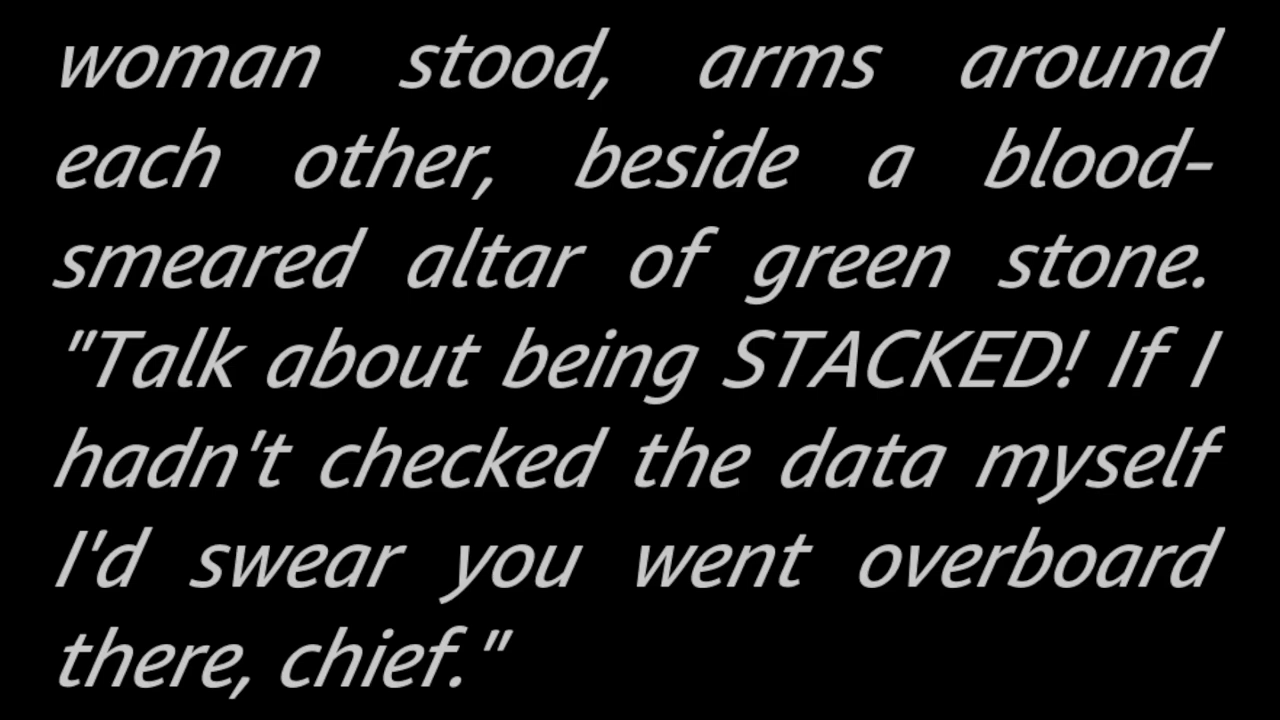 woman stood, arms around
each other, beside a blood-
smeared altar of green stone.
"Talk about being STACKED! If I
hadn't checked the data myself
I'd swear you went overboard
there, chief."